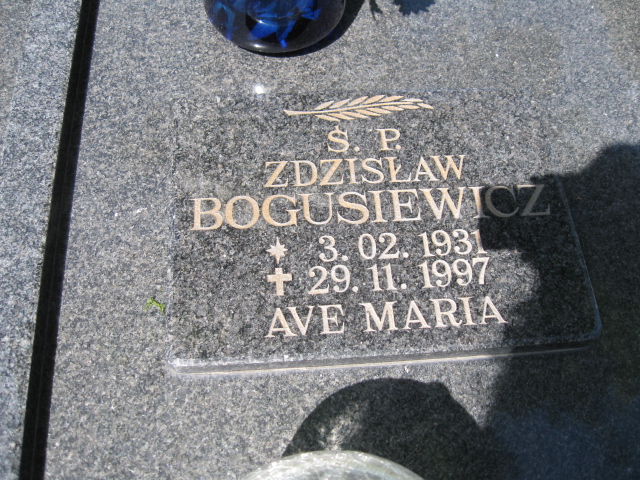 Ś. P.
ZDZISŁAW
BOGUSIEWICZ
3. 02. 1931
29. 11. 1997
AVE MARIA